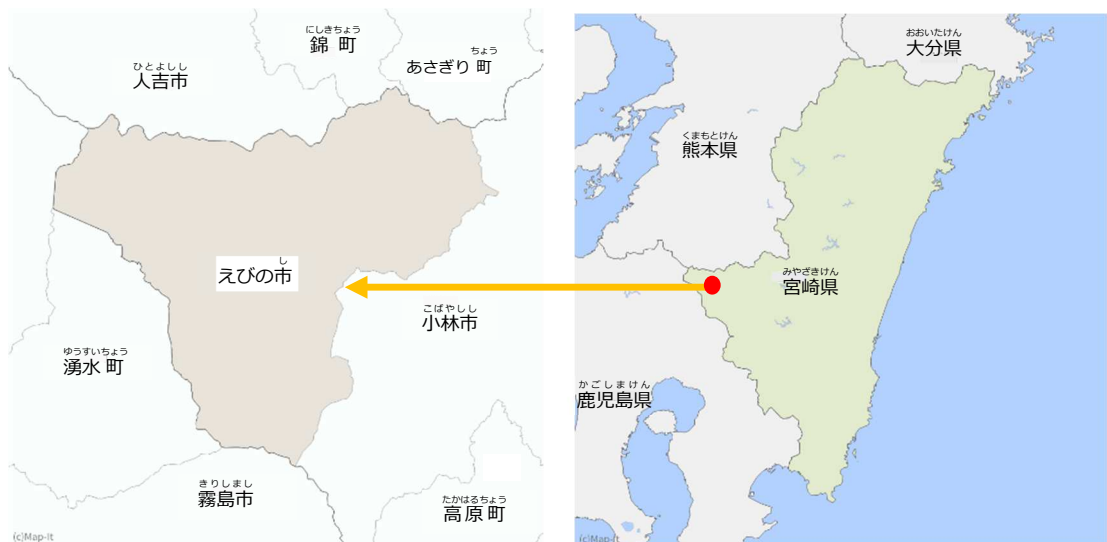 にしきちょう
錦 町
ちょう
あさぎり 町
ひとよしし
人吉市
し
えびの市
こばやしし
小林市
ゆうすいちょう
湧水 町
きりしまし
霧島市
たかはるちょう
高原 町
(c)Map-It
おおいたけん
大分県
くまもとけん
熊本県
みやざきけん
宮崎県
かごしまけん
鹿児島県
(c)Map-It